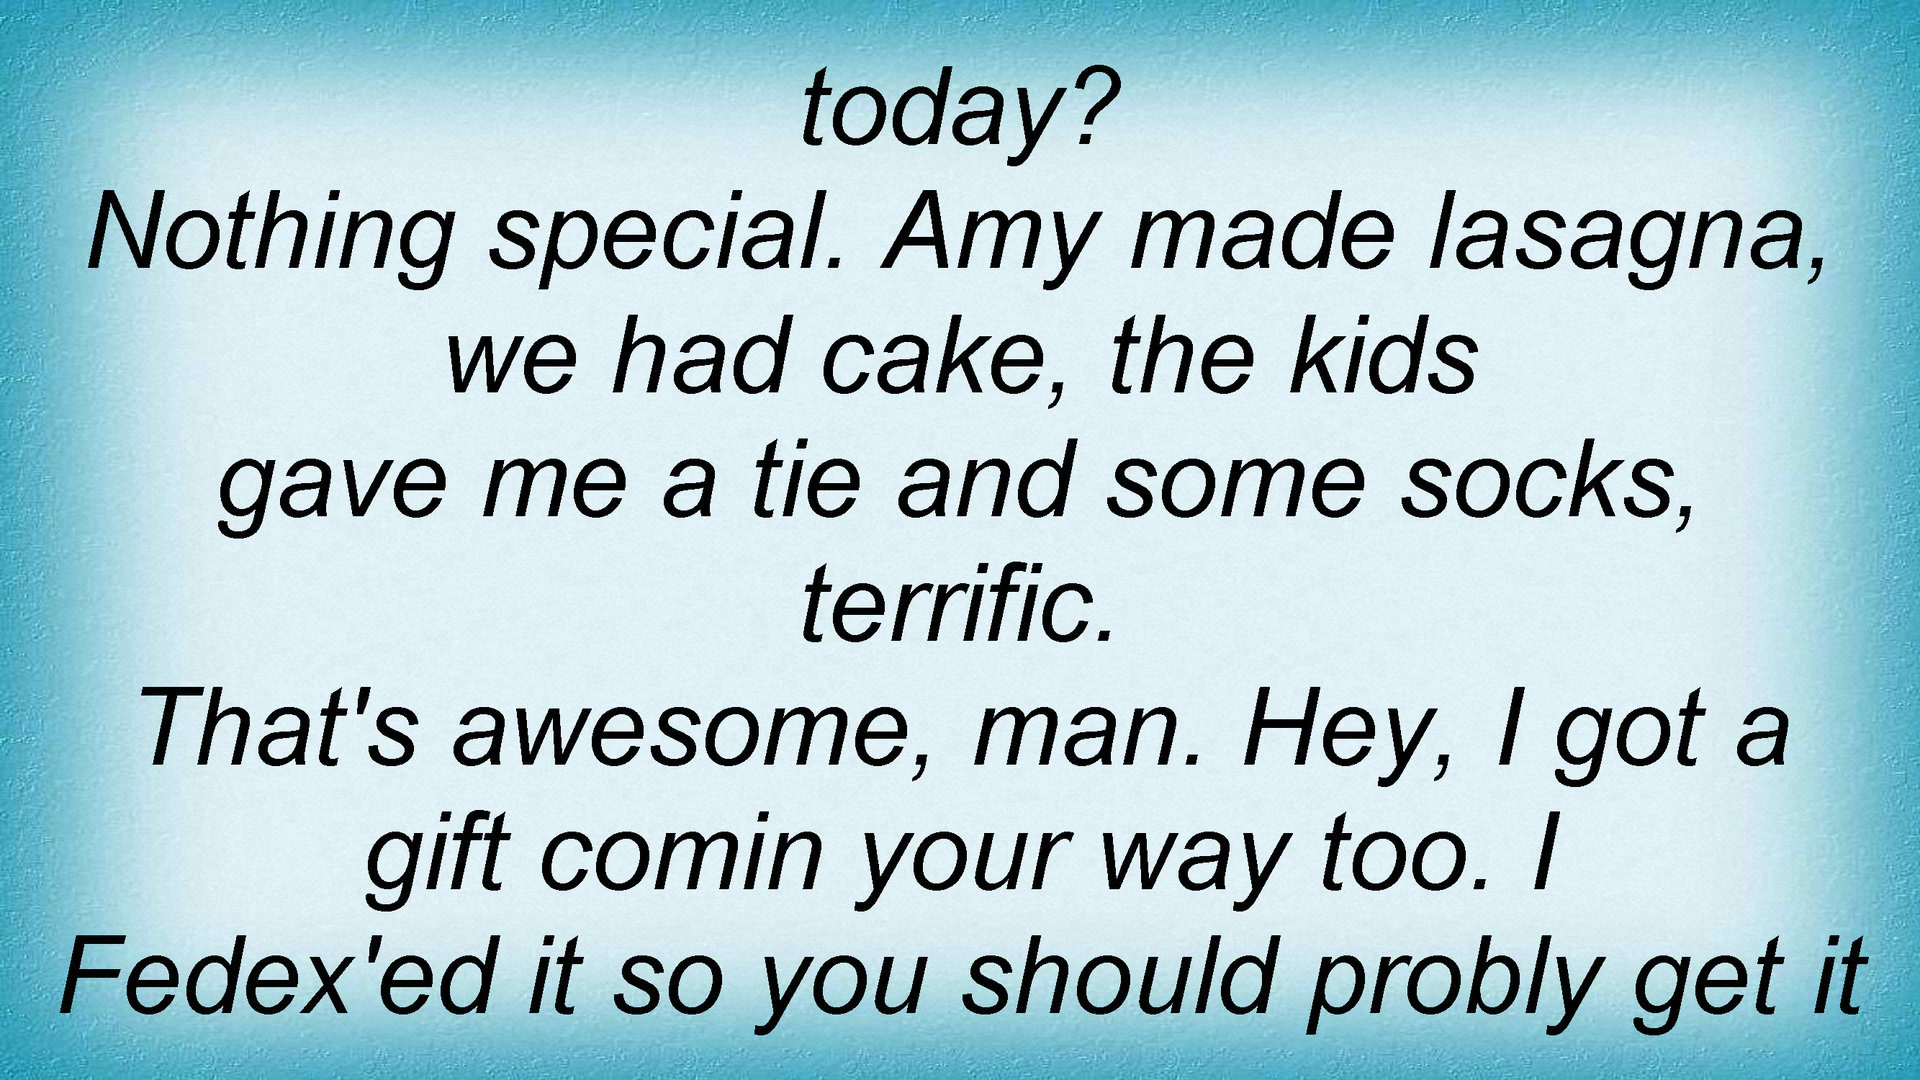 today?
Nothing special. Amy made lasagna,
we had cake, the kids
gave me a tie and some socks,
terrific.
That's awesome, man. Hey, I got a
gift comin your way too. I
Fedex'ed it so you should probly get it